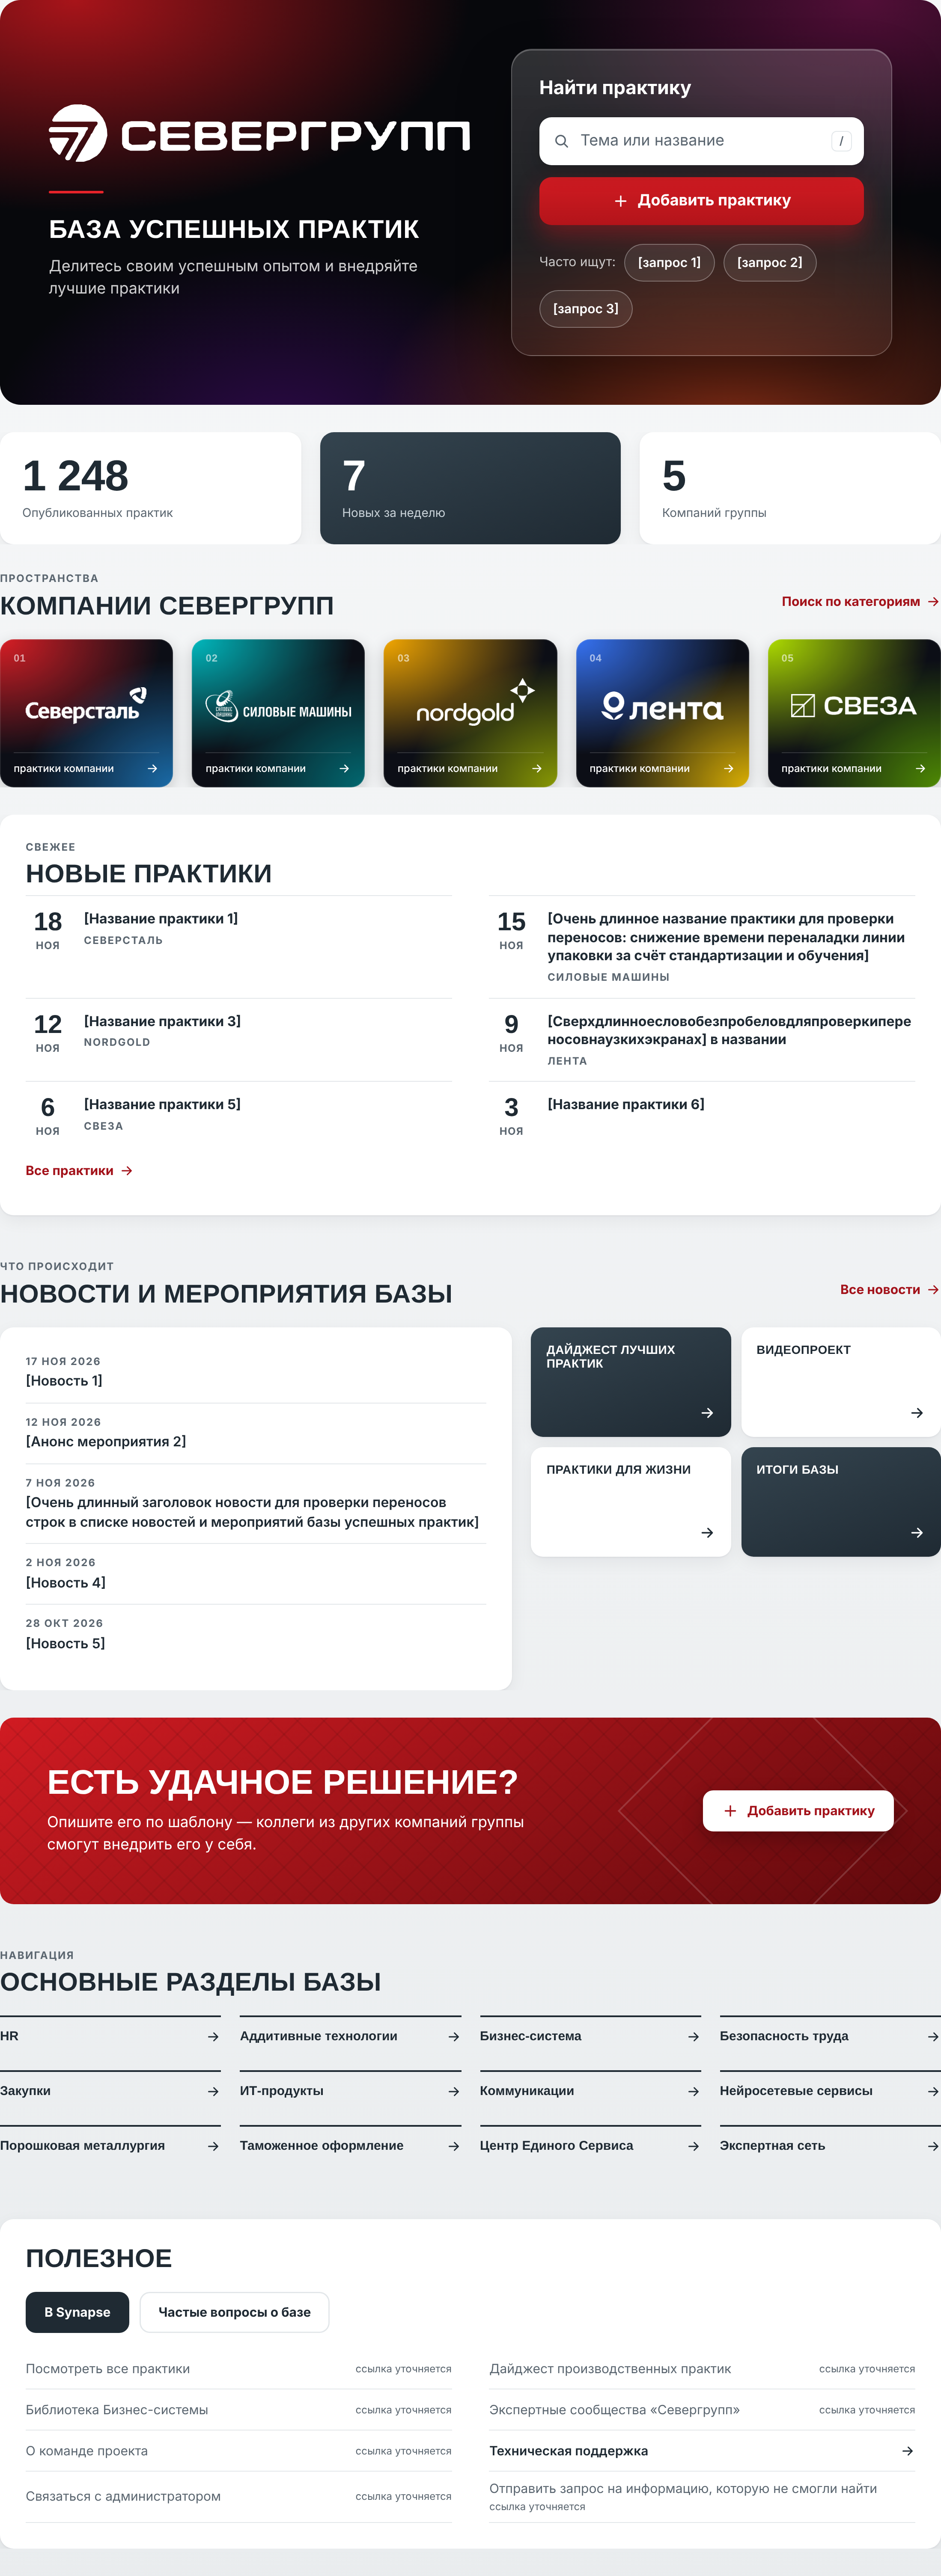 СЕВЕРГРУПП
БАЗА УСПЕШНЫХ ПРАКТИК
Делитесь своим успешным опытом и внедряйте
лучшие практики
Найти практику
Тема или название
/
Добавить практику
Часто ищут:
[запрос 1]
[запрос 2]
[запрос 3]
1 248
Опубликованных практик
7
Новых за неделю
5
Компаний группы
ПРОСТРАНСТВА
КОМПАНИИ СЕВЕРГРУПП
Поиск по категориям
01
Северсталь
практики компании
02
СИЛОВЫЕ МАШИНЫ
практики компании
03
nordgold
практики компании
04
лента
практики компании
05
СВЕЗА
практики компании
СВЕЖЕЕ
НОВЫЕ ПРАКТИКИ
18 НОЯ
[Название практики 1]
СЕВЕРСТАЛЬ
15 НОЯ
[Очень длинное название практики для проверки
переносов: снижение времени переналадки линии
упаковки за счёт стандартизации и обучения]
СИЛОВЫЕ МАШИНЫ
12 НОЯ
[Название практики 3]
NORDGOLD
9 НОЯ
[Сверхдлинноесловобезпробеловдляпроверкипере
носовнаузкихэкранах] в названии
ЛЕНТА
6 НОЯ
[Название практики 5]
СВЕЗА
3 НОЯ
[Название практики 6]
Все практики
ЧТО ПРОИСХОДИТ
НОВОСТИ И МЕРОПРИЯТИЯ БАЗЫ
Все новости
17 НОЯ 2026
[Новость 1]
12 НОЯ 2026
[Анонс мероприятия 2]
7 НОЯ 2026
[Очень длинный заголовок новости для проверки переносов
строк в списке новостей и мероприятий базы успешных практик]
2 НОЯ 2026
[Новость 4]
28 ОКТ 2026
[Новость 5]
ДАЙДЖЕСТ ЛУЧШИХ
ПРАКТИК
ВИДЕОПРОЕКТ
ПРАКТИКИ ДЛЯ ЖИЗНИ
ИТОГИ БАЗЫ
ЕСТЬ УДАЧНОЕ РЕШЕНИЕ?
Опишите его по шаблону — коллеги из других компаний группы
смогут внедрить его у себя.
Добавить практику
НАВИГАЦИЯ
ОСНОВНЫЕ РАЗДЕЛЫ БАЗЫ
HR
Аддитивные технологии
Бизнес-система
Безопасность труда
Закупки
ИТ-продукты
Коммуникации
Нейросетевые сервисы
Порошковая металлургия
Таможенное оформление
Центр Единого Сервиса
Экспертная сеть
ПОЛЕЗНОЕ
В Synapse
Частые вопросы о базе
Посмотреть все практики
ссылка уточняется
Дайджест производственных практик
ссылка уточняется
Библиотека Бизнес-системы
ссылка уточняется
Экспертные сообщества «Севергрупп»
ссылка уточняется
О команде проекта
ссылка уточняется
Техническая поддержка
Связаться с администратором
ссылка уточняется
Отправить запрос на информацию, которую не смогли найти
ссылка уточняется